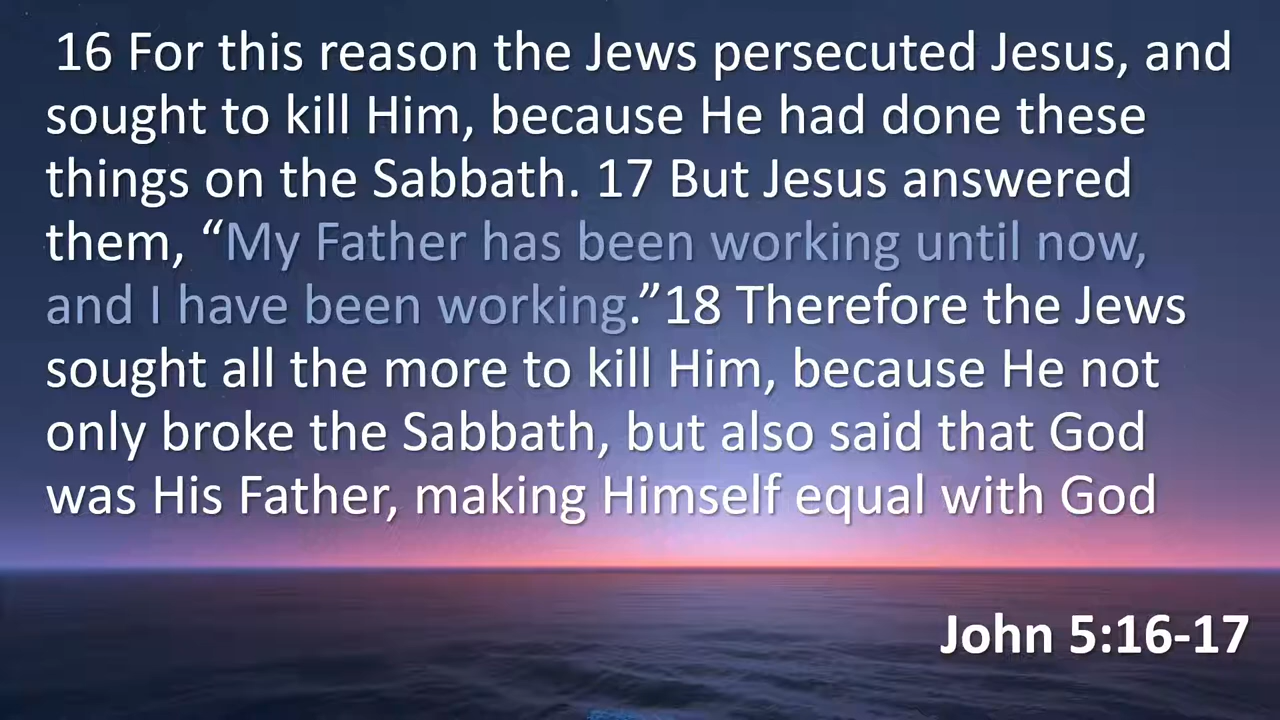 16 For this reason the Jews persecuted Jesus, and
sought to kill Him, because He had done these
things on the Sabbath. 17 But Jesus answered
them, “My Father has been working until now,
and I have been working.”18 Therefore the Jews
sought all the more to kill Him, because He not
only broke the Sabbath, but also said that God
was His Father, making Himself equal with God
John 5:16-17